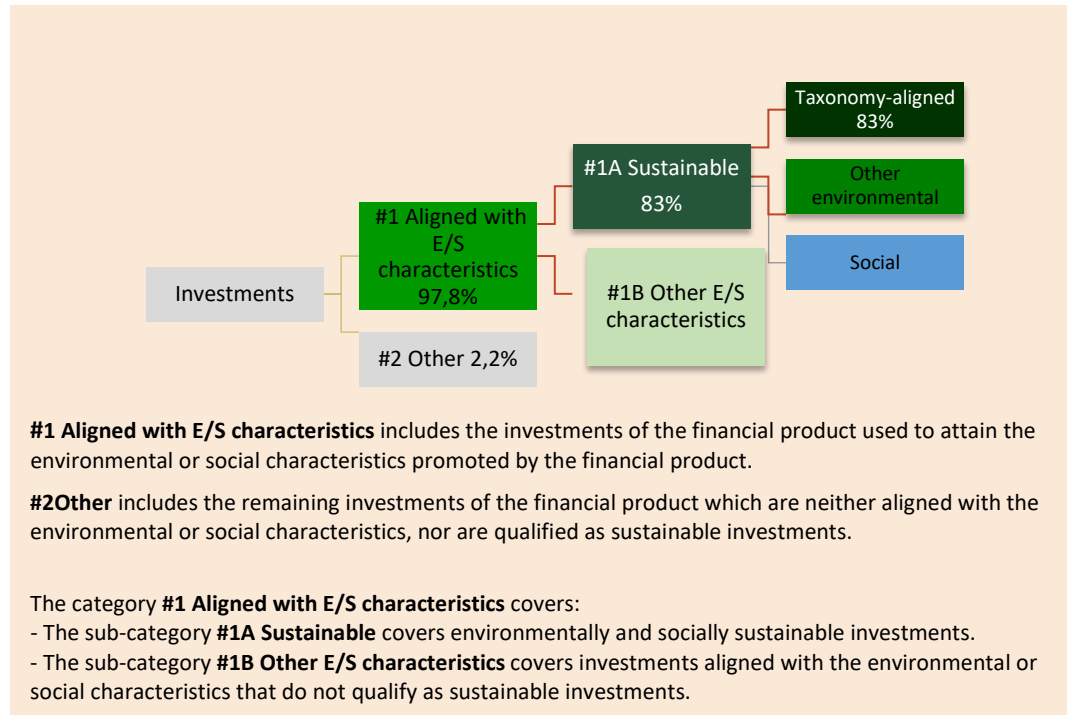 Investments
#1 Aligned with
E/S
characteristics
97,8%
#2 Other 2,2%
#1A Sustainable
83%
#1B Other E/S
characteristics
Taxonomy-aligned
83%
Other
environmental
Social
#1 Aligned with E/S characteristics includes the investments of the financial product used to attain the
environmental or social characteristics promoted by the financial product.
#2Other includes the remaining investments of the financial product which are neither aligned with the
environmental or social characteristics, nor are qualified as sustainable investments.
The category #1 Aligned with E/S characteristics covers:
- The sub-category #1A Sustainable covers environmentally and socially sustainable investments.
- The sub-category #1B Other E/S characteristics covers investments aligned with the environmental or
social characteristics that do not qualify as sustainable investments.